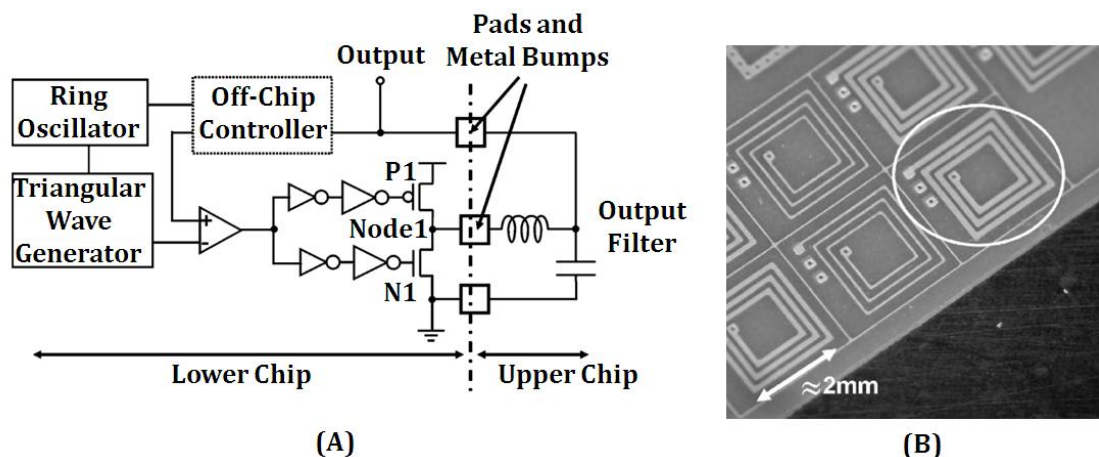 Pads and
Metal Bumps
Output
Ring
Oscillator
Off-Chip
Controller
P1
Triangular
Wave
Generator
+
-
Node1
Output
Filter
N1
Lower Chip
Upper Chip
≈2mm
(A)
(B)